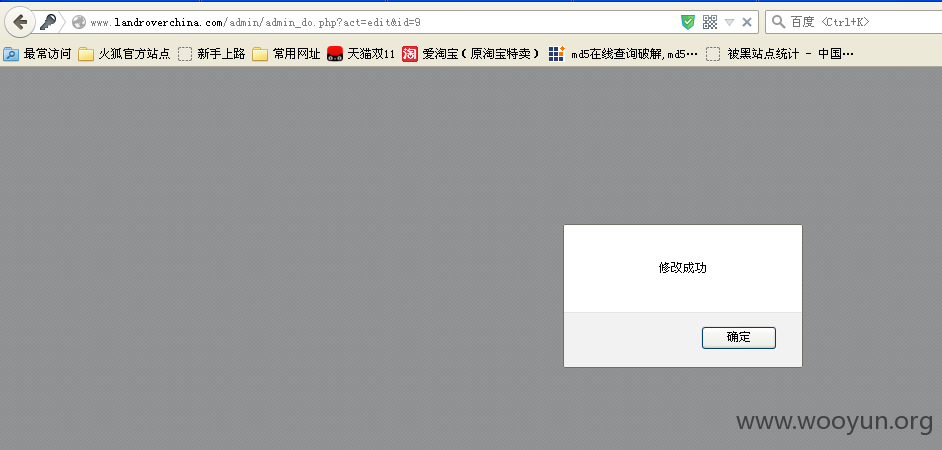 www.landroverchina.com/admin/admin_do.php?act=edit&id=9 百度 <Ctrl+K>
最常访问 火狐官方站点 新手上路 常用网址 天猫双11 淘 爱淘宝（原淘宝特卖） md5在线查询破解,md5… 被黑站点统计 - 中国…
修改成功
确定
www.wooyun.org